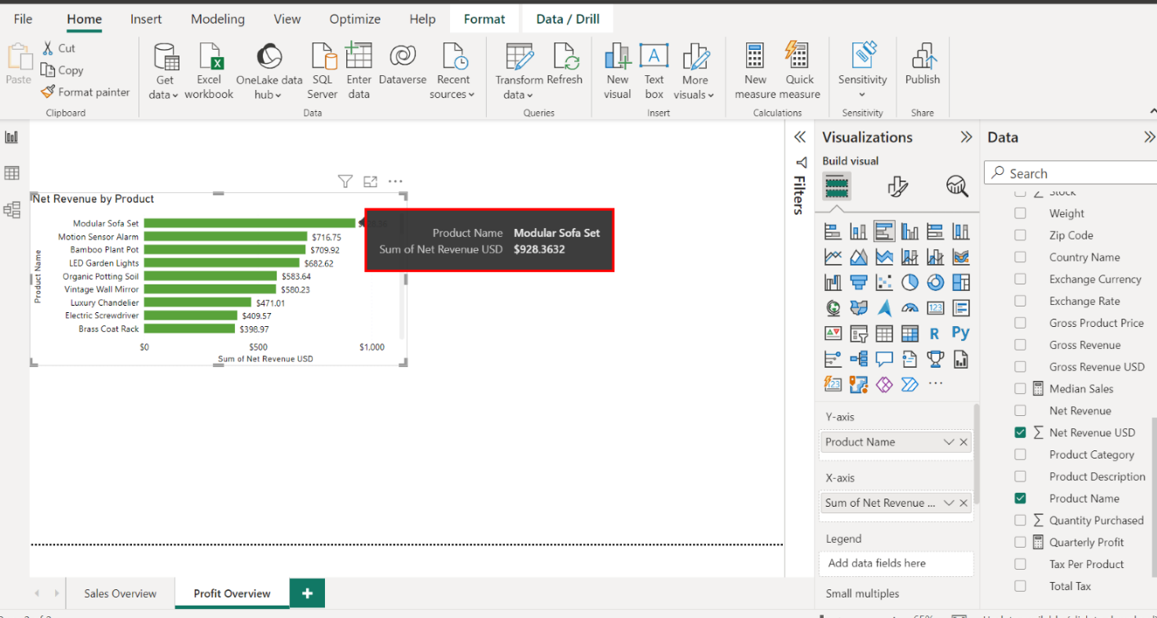 File Home Insert Modeling View Optimize Help Format Data / Drill
Paste
Cut
Copy
Format painter
Get data
Excel workbook
OneLake data hub
SQL Server
Enter data
Dataverse
Recent sources
Transform data
Refresh
New visual
Text box
More visuals
New measure
Quick measure
Sensitivity
Publish
Clipboard Data Queries Insert Calculations Sensitivity Share
Net Revenue by Product
Product Name
Modular Sofa Set
Motion Sensor Alarm $716.75
Bamboo Plant Pot $709.92
LED Garden Lights $682.62
Organic Potting Soil $583.64
Vintage Wall Mirror $580.23
Luxury Chandelier $471.01
Electric Screwdriver $409.57
Brass Coat Rack $398.97
$0 $500 $1.000
Sum of Net Revenue USD
Product Name Modular Sofa Set
Sum of Net Revenue USD $928.3632
Filters
Visualizations
Build visual
R Py
123
Y-axis
Product Name
X-axis
Sum of Net Revenue ...
Legend
Add data fields here
Small multiples
Data
Search
Stock
Weight
Zip Code
Country Name
Exchange Currency
Exchange Rate
Gross Product Price
Gross Revenue
Gross Revenue USD
Median Sales
Net Revenue
Net Revenue USD
Product Category
Product Description
Product Name
Quantity Purchased
Quarterly Profit
Tax Per Product
Total Tax
Sales Overview Profit Overview +